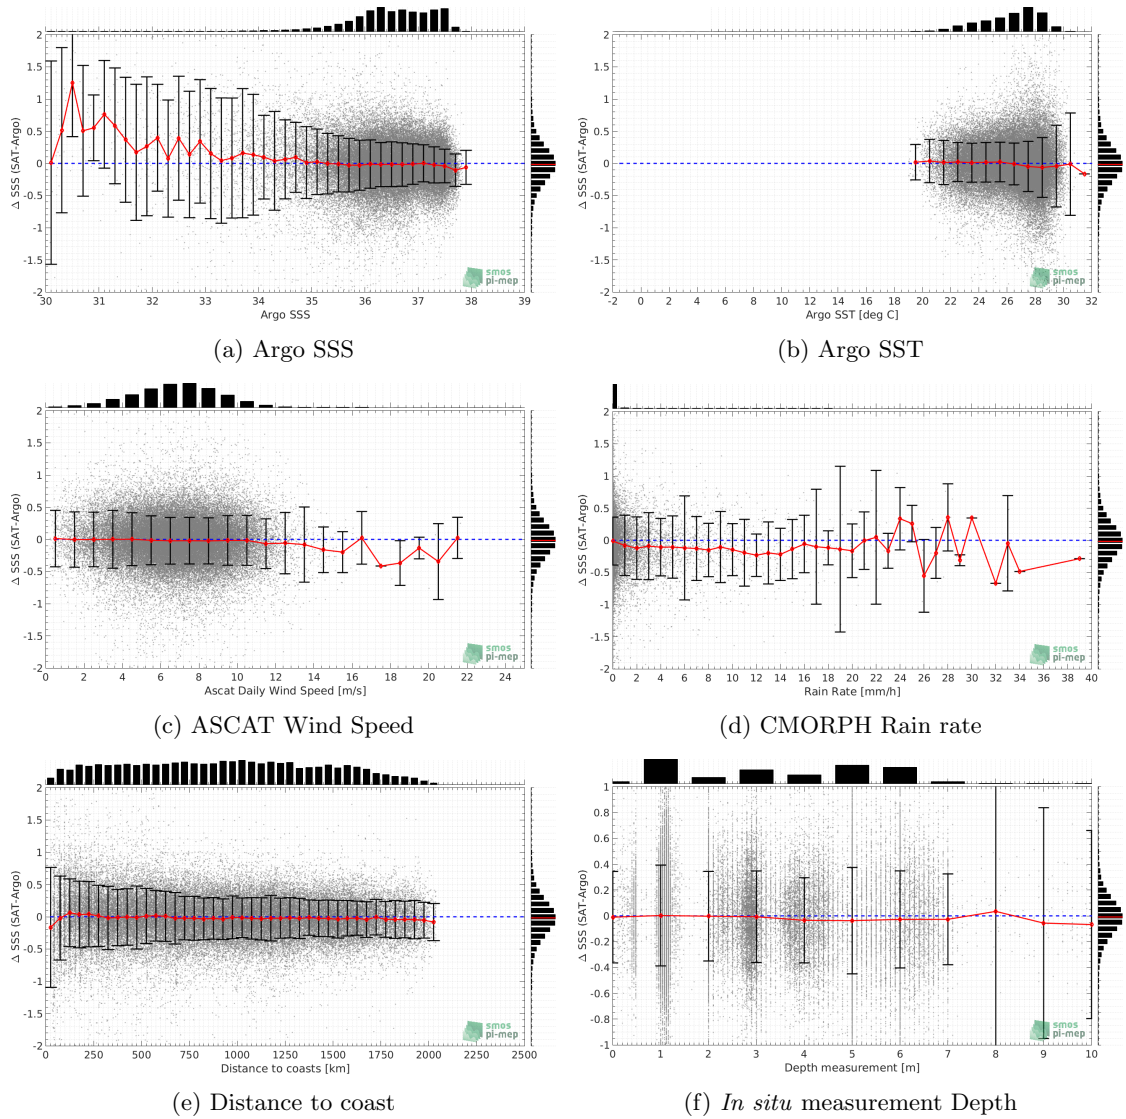 2
1.5
1
0.5
0
-0.5
-1
-1.5
-2
Δ SSS (SAT-Argo)
30 31 32 33 34 35 36 37 38 39
Argo SSS
smos
pi-mep
(a) Argo SSS
2
1.5
1
0.5
0
-0.5
-1
-1.5
-2
Δ SSS (SAT-Argo)
-2 0 2 4 6 8 10 12 14 16 18 20 22 24 26 28 30 32
Argo SST [deg C]
smos
pi-mep
(b) Argo SST
2
1.5
1
0.5
0
-0.5
-1
-1.5
-2
Δ SSS (SAT-Argo)
0 2 4 6 8 10 12 14 16 18 20 22 24
Ascat Daily Wind Speed [m/s]
smos
pi-mep
(c) ASCAT Wind Speed
2
1.5
1
0.5
0
-0.5
-1
-1.5
-2
Δ SSS (SAT-Argo)
0 2 4 6 8 10 12 14 16 18 20 22 24 26 28 30 32 34 36 38 40
Rain Rate [mm/h]
smos
pi-mep
(d) CMORPH Rain rate
2
1.5
1
0.5
0
-0.5
-1
-1.5
-2
Δ SSS (SAT-Argo)
0 250 500 750 1000 1250 1500 1750 2000 2250 2500
Distance to coasts [km]
smos
pi-mep
(e) Distance to coast
1
0.8
0.6
0.4
0.2
0
-0.2
-0.4
-0.6
-0.8
-1
Δ SSS (SAT-Argo)
0 1 2 3 4 5 6 7 8 9 10
Depth measurement [m]
smos
pi-mep
(f) In situ measurement Depth